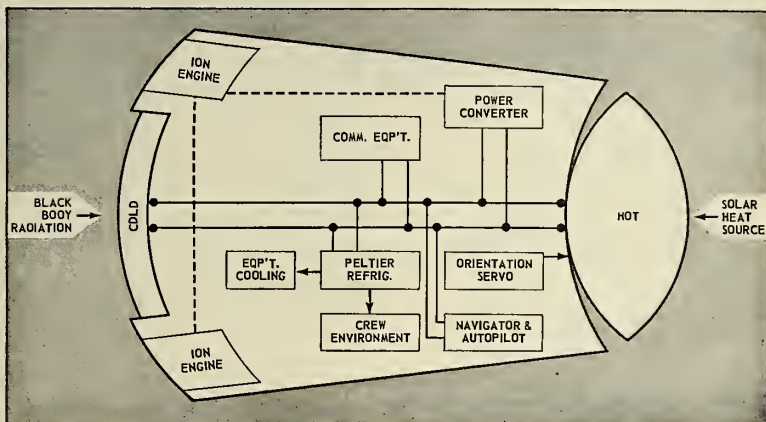 ION
ENGINE
POWER
CONVERTER
COMM. EQP'T.
BLACK
BODY
RADIATION
COLD
HOT
SOLAR
HEAT
SOURCE
EQP'T.
COOLING
PELTIER
REFRIG.
ORIENTATION
SERVO
CREW
ENVIRONMENT
NAVIGATOR &
AUTOPILOT
ION
ENGINE